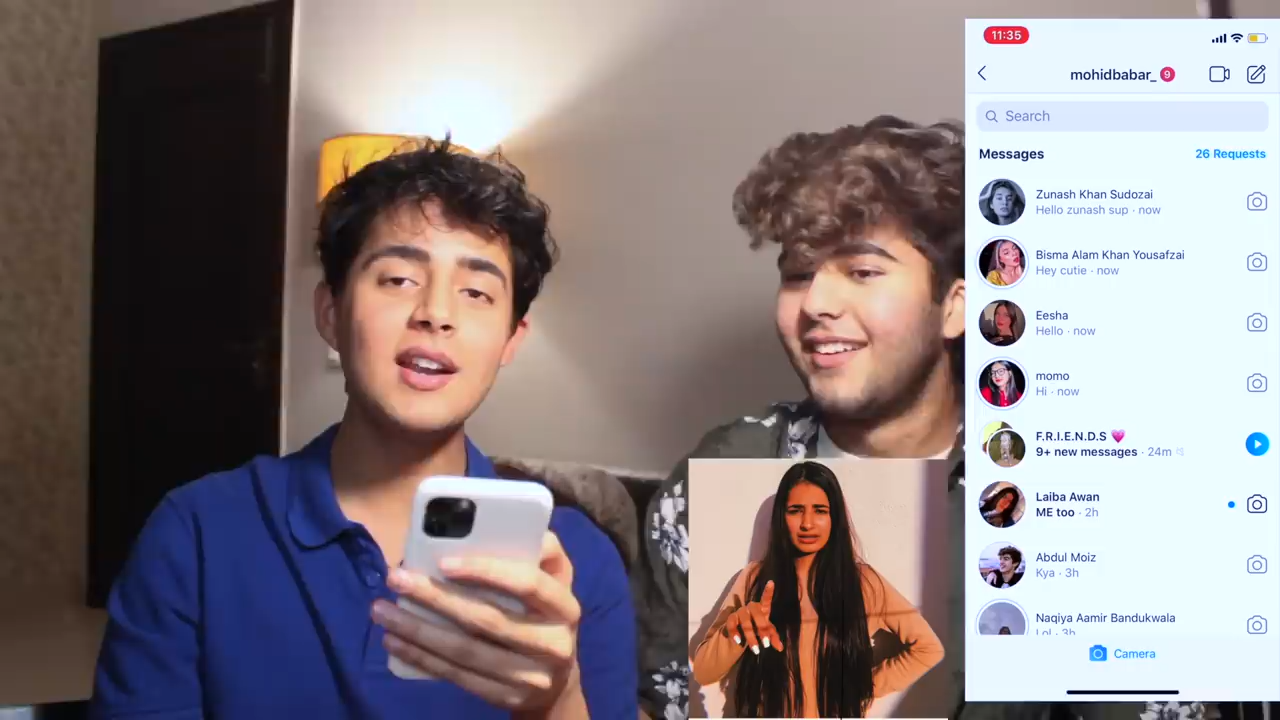 11:35
mohidbabar_ 9
Search
Messages
26 Requests
Zunash Khan Sudozai
Hello zunash sup · now
Bisma Alam Khan Yousafzai
Hey cutie · now
Eesha
Hello · now
momo
Hi · now
F.R.I.E.N.D.S 💗
9+ new messages · 24m
Laiba Awan
ME too · 2h
Abdul Moiz
Kya · 3h
Naqiya Aamir Bandukwala
Lol · 3h
Camera